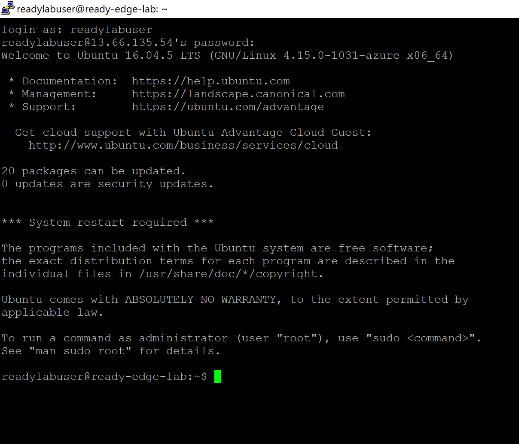 readylabuser@ready-edge-lab: ~
login as: readylabuser
readylabuser@13.66.135.54's password:
Welcome to Ubuntu 16.04.5 LTS (GNU/Linux 4.15.0-1031-azure x86_64)
* Documentation:  https://help.ubuntu.com
* Management:     https://landscape.canonical.com
* Support:        https://ubuntu.com/advantage
Get cloud support with Ubuntu Advantage Cloud Guest:
http://www.ubuntu.com/business/services/cloud
20 packages can be updated.
0 updates are security updates.
*** System restart required ***
The programs included with the Ubuntu system are free software;
the exact distribution terms for each program are described in the
individual files in /usr/share/doc/*/copyright.
Ubuntu comes with ABSOLUTELY NO WARRANTY, to the extent permitted by
applicable law.
To run a command as administrator (user "root"), use "sudo <command>".
See "man sudo_root" for details.
readylabuser@ready-edge-lab:~$